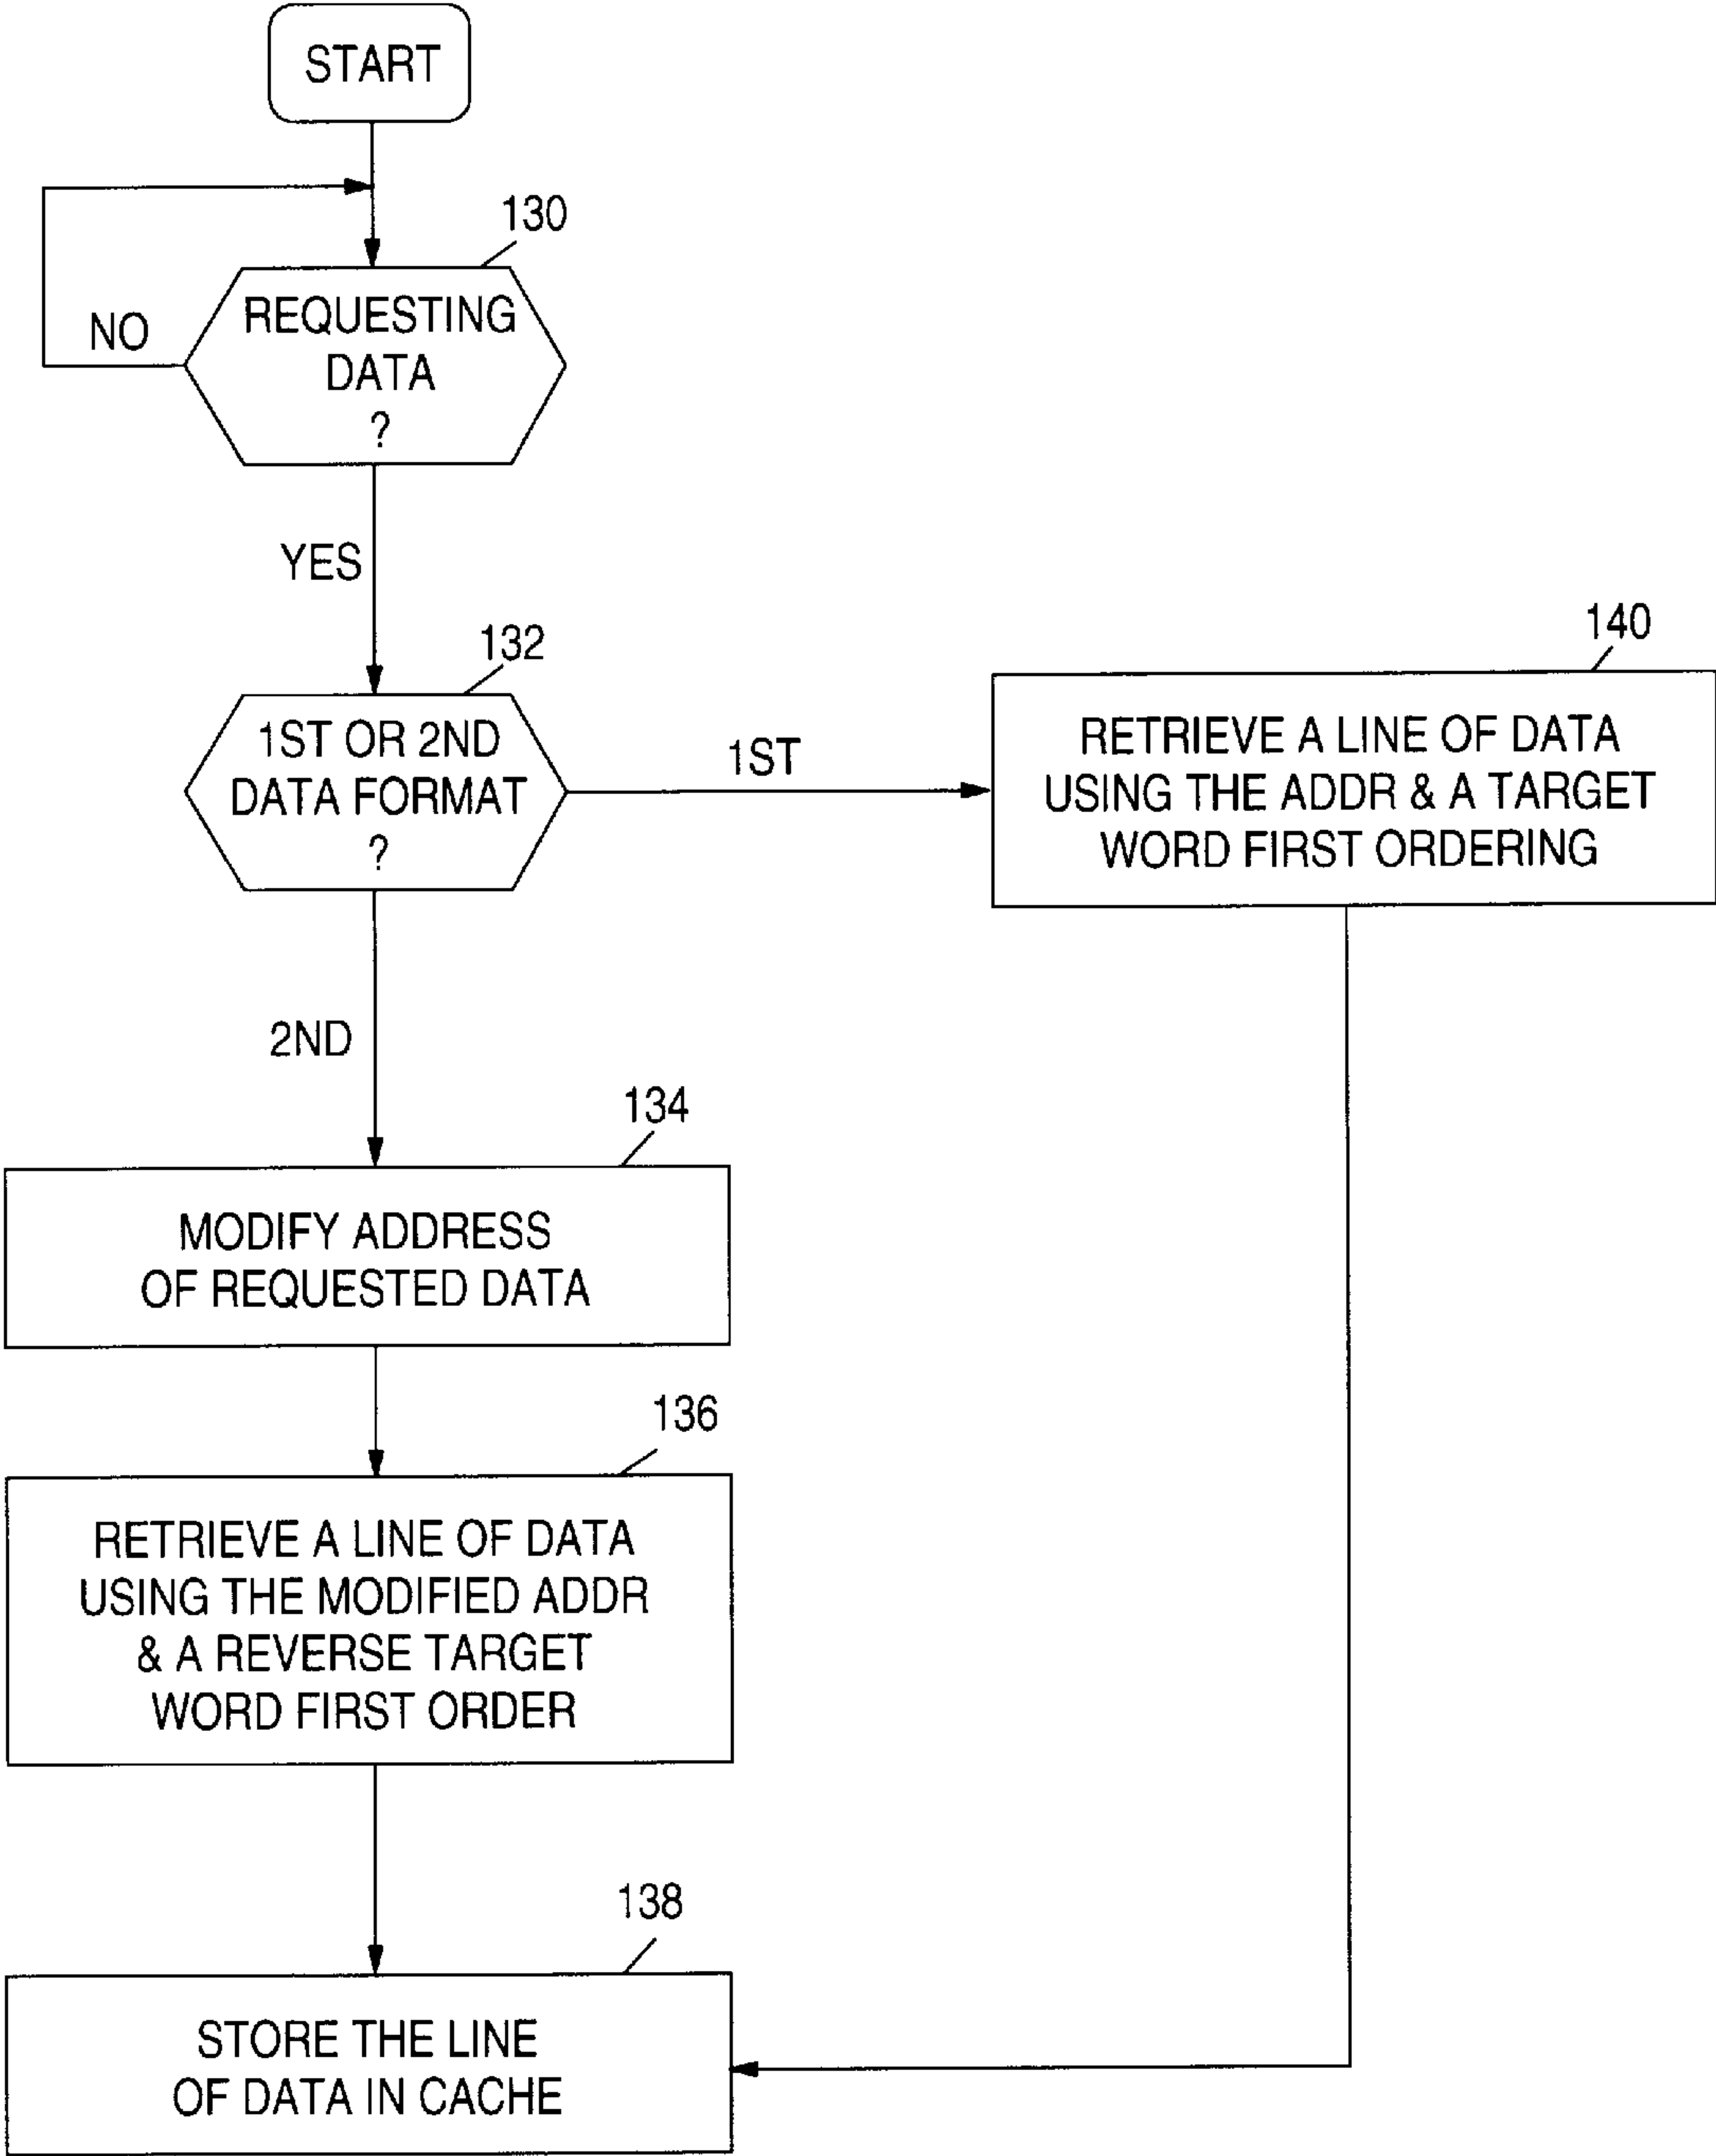 START
130
REQUESTING
DATA
?
NO
YES
132
1ST OR 2ND
DATA FORMAT
?
1ST
140
RETRIEVE A LINE OF DATA
USING THE ADDR & A TARGET
WORD FIRST ORDERING
2ND
134
MODIFY ADDRESS
OF REQUESTED DATA
136
RETRIEVE A LINE OF DATA
USING THE MODIFIED ADDR
& A REVERSE TARGET
WORD FIRST ORDER
138
STORE THE LINE
OF DATA IN CACHE